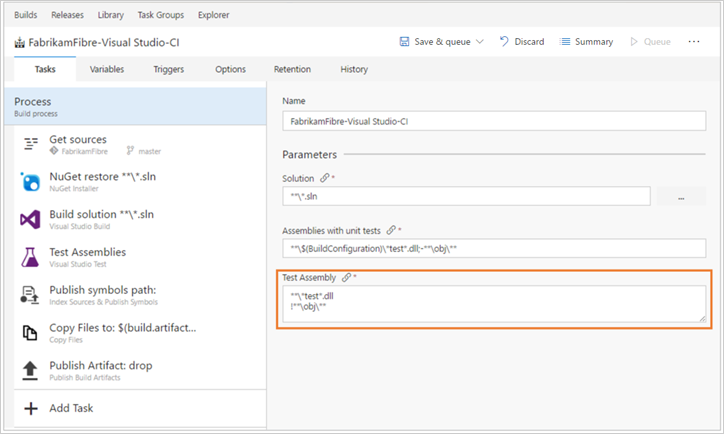 Builds Releases Library Task Groups Explorer
FabrikamFibre-Visual Studio-CI
Save & queue Discard Summary Queue ...
Tasks Variables Triggers Options Retention History
Process
Build process
Get sources
FabrikamFibre master
NuGet restore **\*.sln
NuGet Installer
Build solution **\*.sln
Visual Studio Build
Test Assemblies
Visual Studio Test
Publish symbols path:
Index Sources & Publish Symbols
Copy Files to: $(build.artifact...
Copy Files
Publish Artifact: drop
Publish Build Artifacts
Add Task
Name
FabrikamFibre-Visual Studio-CI
Parameters
Solution *
**\*.sln ...
Assemblies with unit tests *
**\$(BuildConfiguration)\*test*.dll;-**\obj\**
Test Assembly *
**\*test*.dll
!**\obj\**